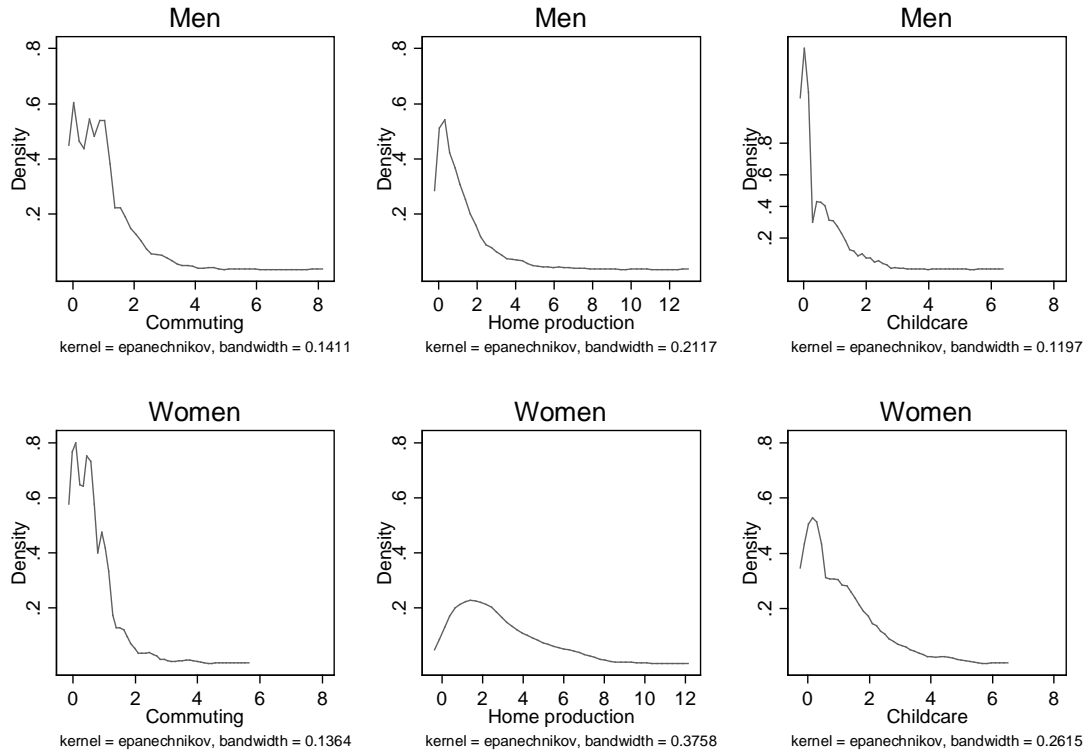 Men
.8
.6
.4
.2
Density
0 2 4 6 8
Commuting
kernel = epanechnikov, bandwidth = 0.1411
Men
.8
.6
.4
.2
Density
0 2 4 6 8 10 12
Home production
kernel = epanechnikov, bandwidth = 0.2117
Men
.8
.6
.4
.2
Density
0 2 4 6 8
Childcare
kernel = epanechnikov, bandwidth = 0.1197
Women
.8
.6
.4
.2
Density
0 2 4 6 8
Commuting
kernel = epanechnikov, bandwidth = 0.1364
Women
.8
.6
.4
.2
Density
0 2 4 6 8 10 12
Home production
kernel = epanechnikov, bandwidth = 0.3758
Women
.8
.6
.4
.2
Density
0 2 4 6 8
Childcare
kernel = epanechnikov, bandwidth = 0.2615